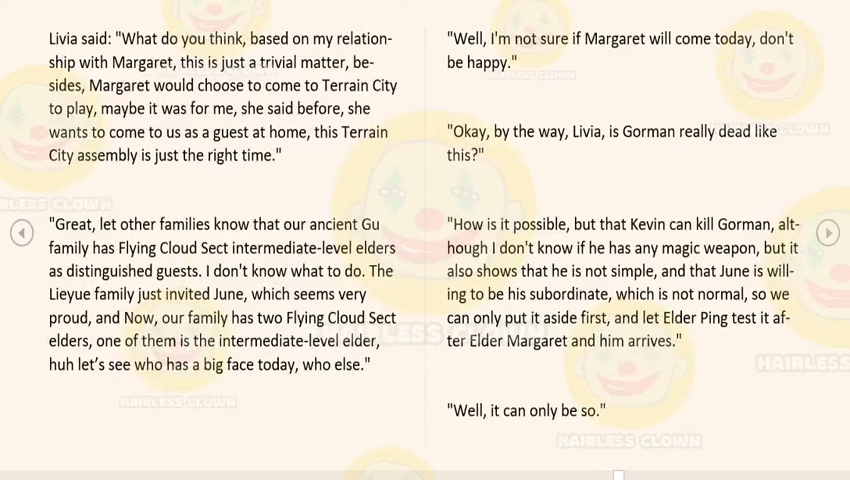 Livia said: "What do you think, based on my relation-
ship with Margaret, this is just a trivial matter, be-
sides, Margaret would choose to come to Terrain City
to play, maybe it was for me, she said before, she
wants to come to us as a guest at home, this Terrain
City assembly is just the right time."
"Great, let other families know that our ancient Gu
family has Flying Cloud Sect intermediate-level elders
as distinguished guests. I don't know what to do. The
Lieyue family just invited June, which seems very
proud, and Now, our family has two Flying Cloud Sect
elders, one of them is the intermediate-level elder,
huh let’s see who has a big face today, who else."
"Well, I'm not sure if Margaret will come today, don't
be happy."
"Okay, by the way, Livia, is Gorman really dead like
this?"
"How is it possible, but that Kevin can kill Gorman, alt-
hough I don't know if he has any magic weapon, but it
also shows that he is not simple, and that June is will-
ing to be his subordinate, which is not normal, so we
can only put it aside first, and let Elder Ping test it af-
ter Elder Margaret and him arrives."
"Well, it can only be so."
HAIRLESS CLOWN
HAIRLESS CLOWN